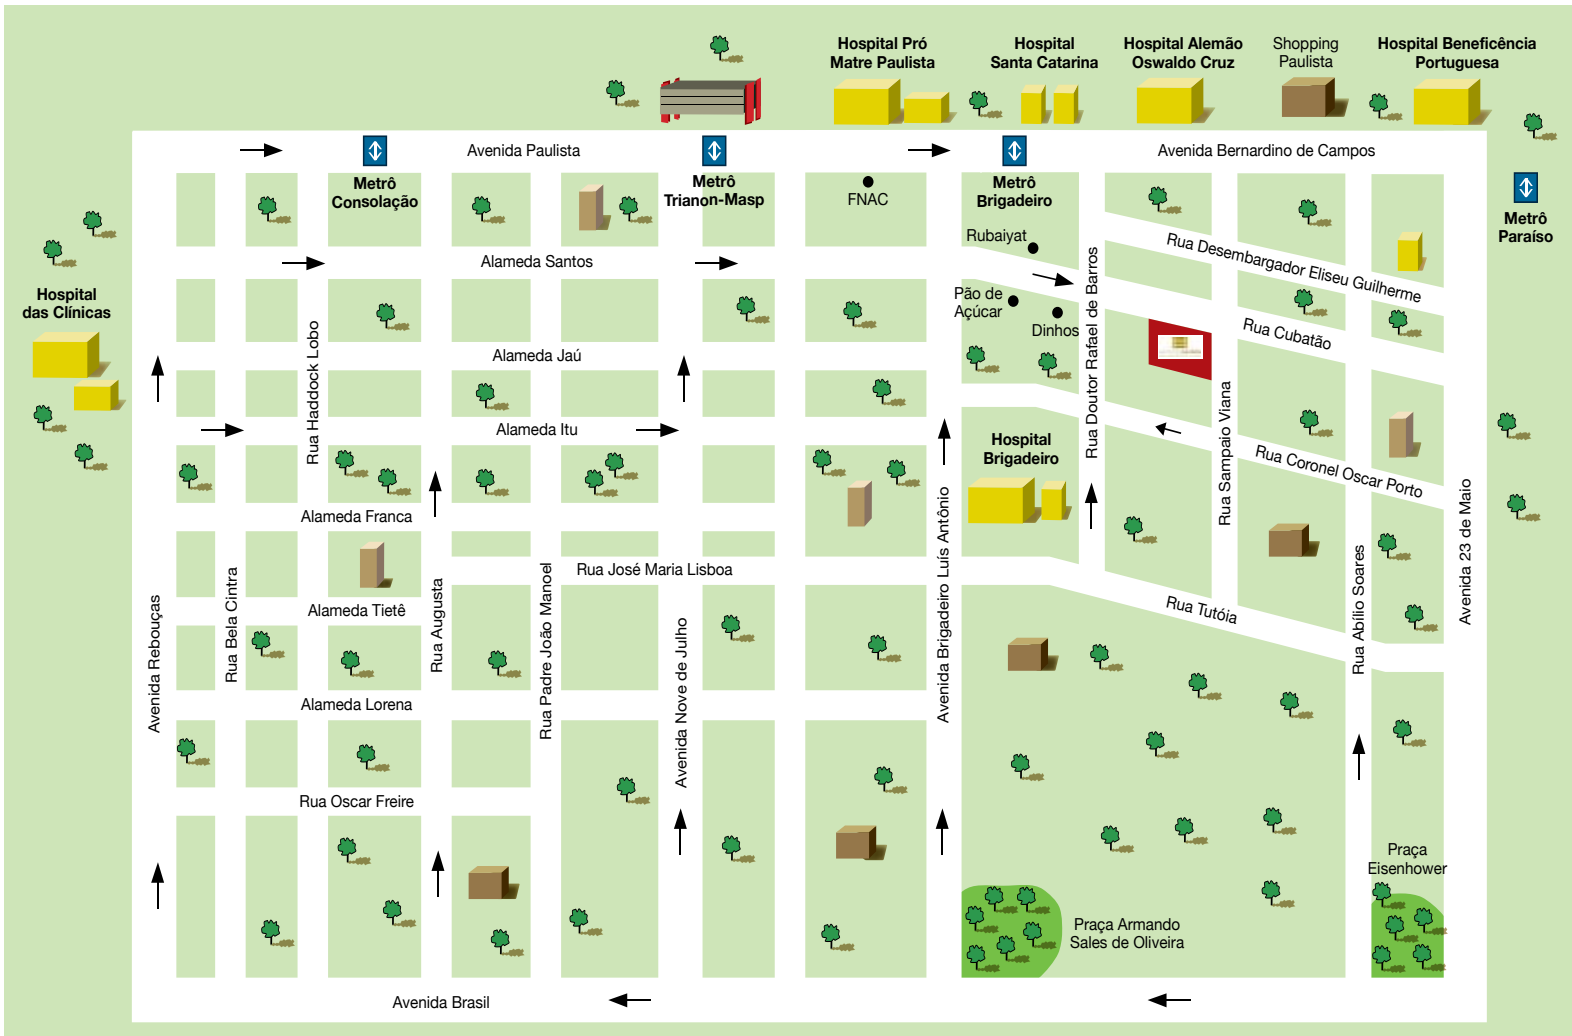 Hospital Pró
Matre Paulista
Hospital
Santa Catarina
Hospital Alemão
Oswaldo Cruz
Shopping
Paulista
Hospital Beneficência
Portuguesa
Avenida Paulista
Avenida Bernardino de Campos
Metrô
Consolação
Metrô
Trianon-Masp
FNAC
Metrô
Brigadeiro
Metrô
Paraíso
Rubaiyat
Rua Desembargador Eliseu Guilherme
Alameda Santos
Hospital
das Clínicas
Pão de
Açúcar
Dinhos
Rua Cubatão
Alameda Jaú
Rua Haddock Lobo
Rua Doutor Rafael de Barros
Rua Sampaio Viana
Alameda Itu
Hospital
Brigadeiro
Rua Coronel Oscar Porto
Alameda Franca
Avenida 23 de Maio
Rua José Maria Lisboa
Avenida Rebouças
Rua Bela Cintra
Alameda Tietê
Rua Augusta
Rua Padre João Manoel
Avenida Nove de Julho
Avenida Brigadeiro Luís Antônio
Rua Tutóia
Rua Abílio Soares
Alameda Lorena
Rua Oscar Freire
Praça
Eisenhower
Praça Armando
Sales de Oliveira
Avenida Brasil